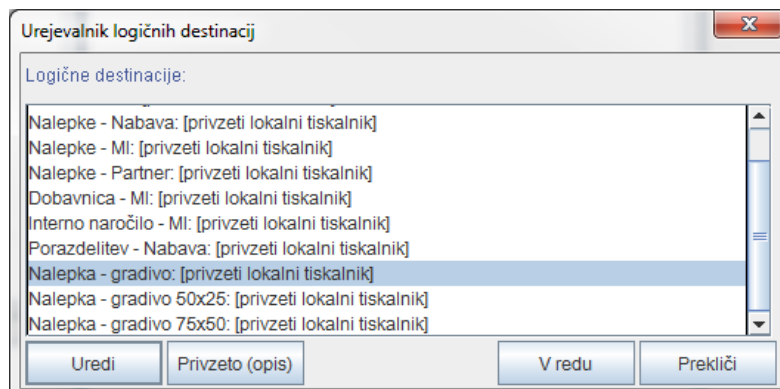 Urejevalnik logičnih destinacij
Logične destinacije:
Nalepke - Nabava: [privzeti lokalni tiskalnik]
Nalepke - MI: [privzeti lokalni tiskalnik]
Nalepke - Partner: [privzeti lokalni tiskalnik]
Dobavnica - MI: [privzeti lokalni tiskalnik]
Interno naročilo - MI: [privzeti lokalni tiskalnik]
Porazdelitev - Nabava: [privzeti lokalni tiskalnik]
Nalepka - gradivo: [privzeti lokalni tiskalnik]
Nalepka - gradivo 50x25: [privzeti lokalni tiskalnik]
Nalepka - gradivo 75x50: [privzeti lokalni tiskalnik]
Uredi Privzeto (opis) V redu Prekliči